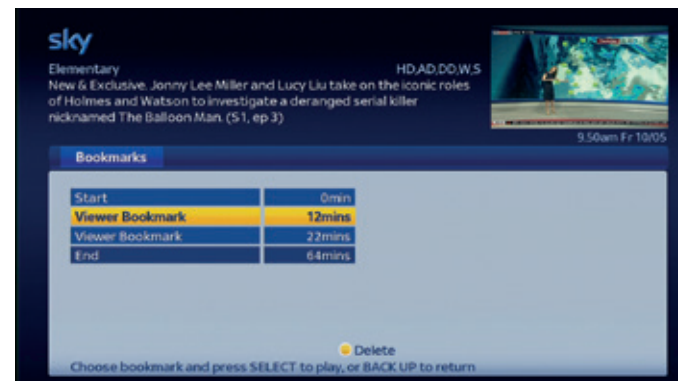 sky
Elementary HD,AD,DD,W,S
New & Exclusive. Jonny Lee Miller and Lucy Liu take on the iconic roles
of Holmes and Watson to investigate a deranged serial killer
nicknamed The Balloon Man. (S1, ep 3)
9.50am Fr 10/05
Bookmarks
Start 0min
Viewer Bookmark 12mins
Viewer Bookmark 22mins
End 64mins
Delete
Choose bookmark and press SELECT to play, or BACK UP to return